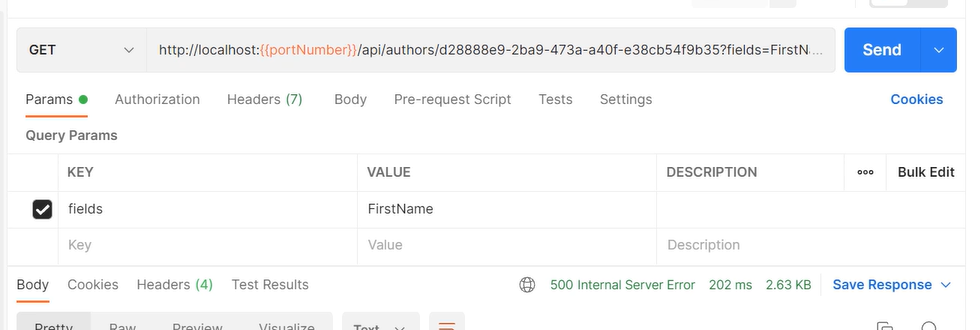 GET http://localhost:{{portNumber}}/api/authors/d28888e9-2ba9-473a-a40f-e38cb54f9b35?fields=FirstN... Send
Params Authorization Headers (7) Body Pre-request Script Tests Settings Cookies
Query Params
KEY VALUE DESCRIPTION ooo Bulk Edit
fields FirstName
Key Value Description
Body Cookies Headers (4) Test Results 500 Internal Server Error 202 ms 2.63 KB Save Response
Pretty Raw Preview Visualize Text